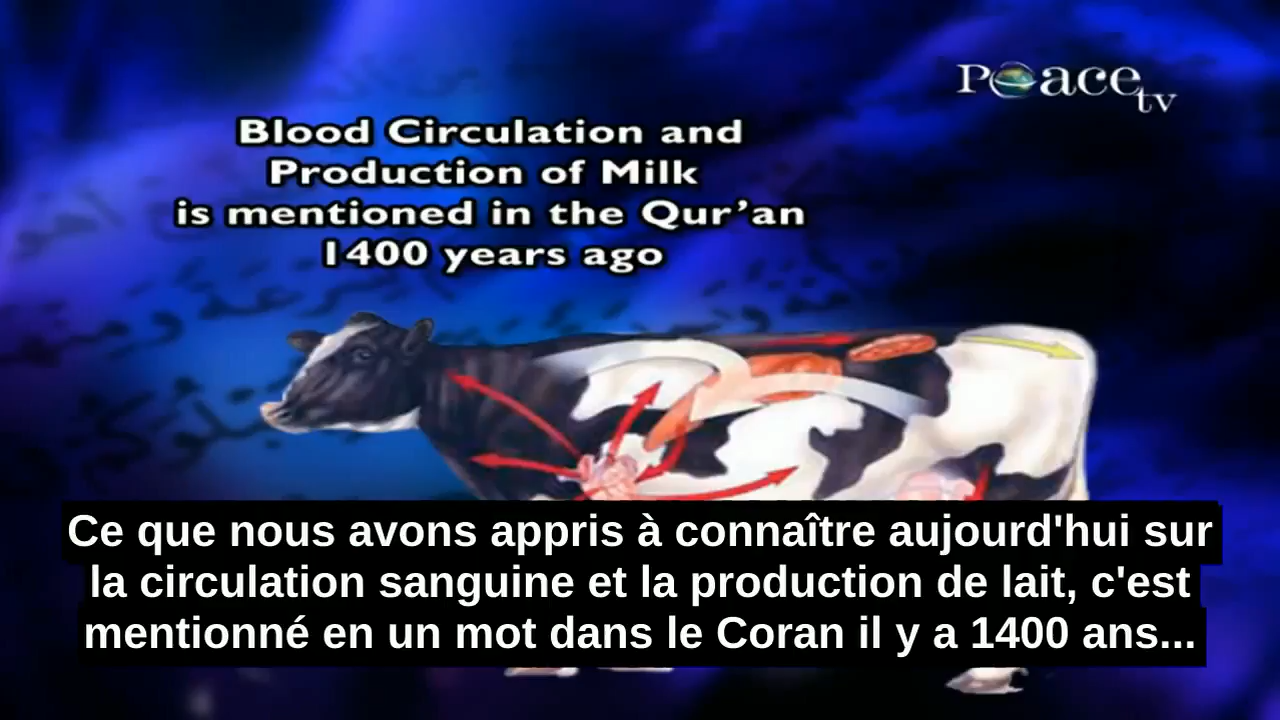 Peace tv
Blood Circulation and
Production of Milk
is mentioned in the Qur’an
1400 years ago
Ce que nous avons appris à connaître aujourd'hui sur
la circulation sanguine et la production de lait, c'est
mentionné en un mot dans le Coran il y a 1400 ans...